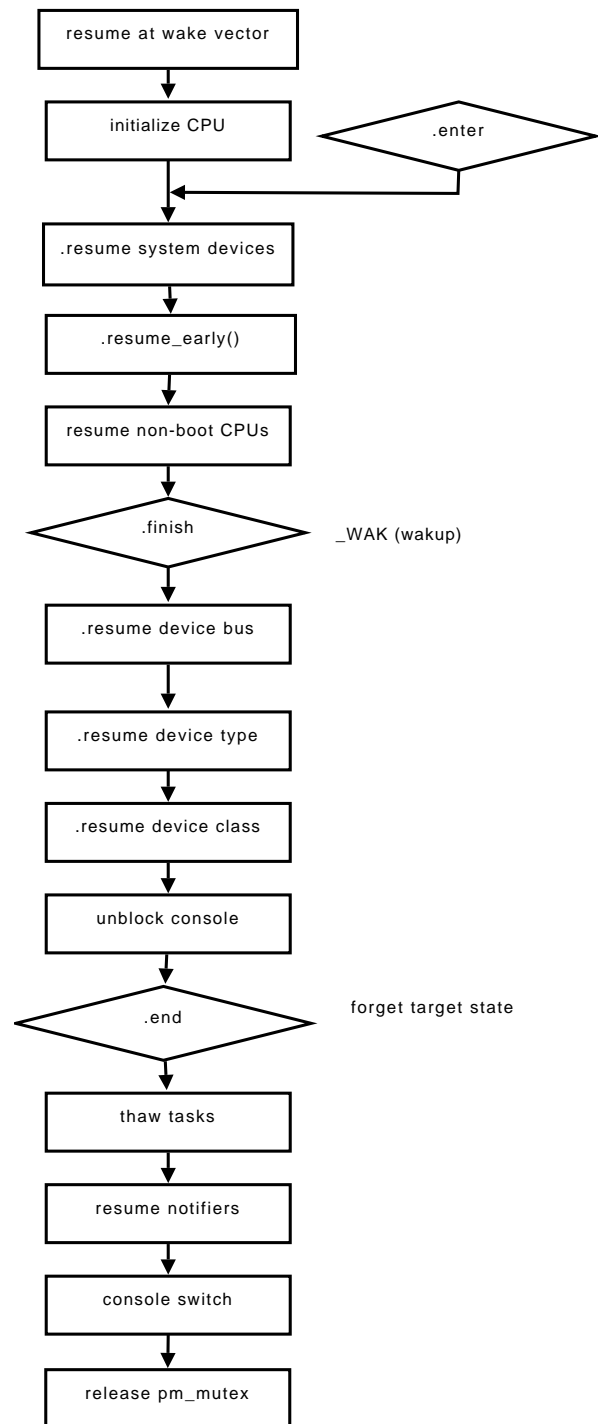 resume at wake vector
initialize CPU
.enter
.resume system devices
.resume_early()
resume non-boot CPUs
.finish
_WAK (wakup)
.resume device bus
.resume device type
.resume device class
unblock console
.end
forget target state
thaw tasks
resume notifiers
console switch
release pm_mutex